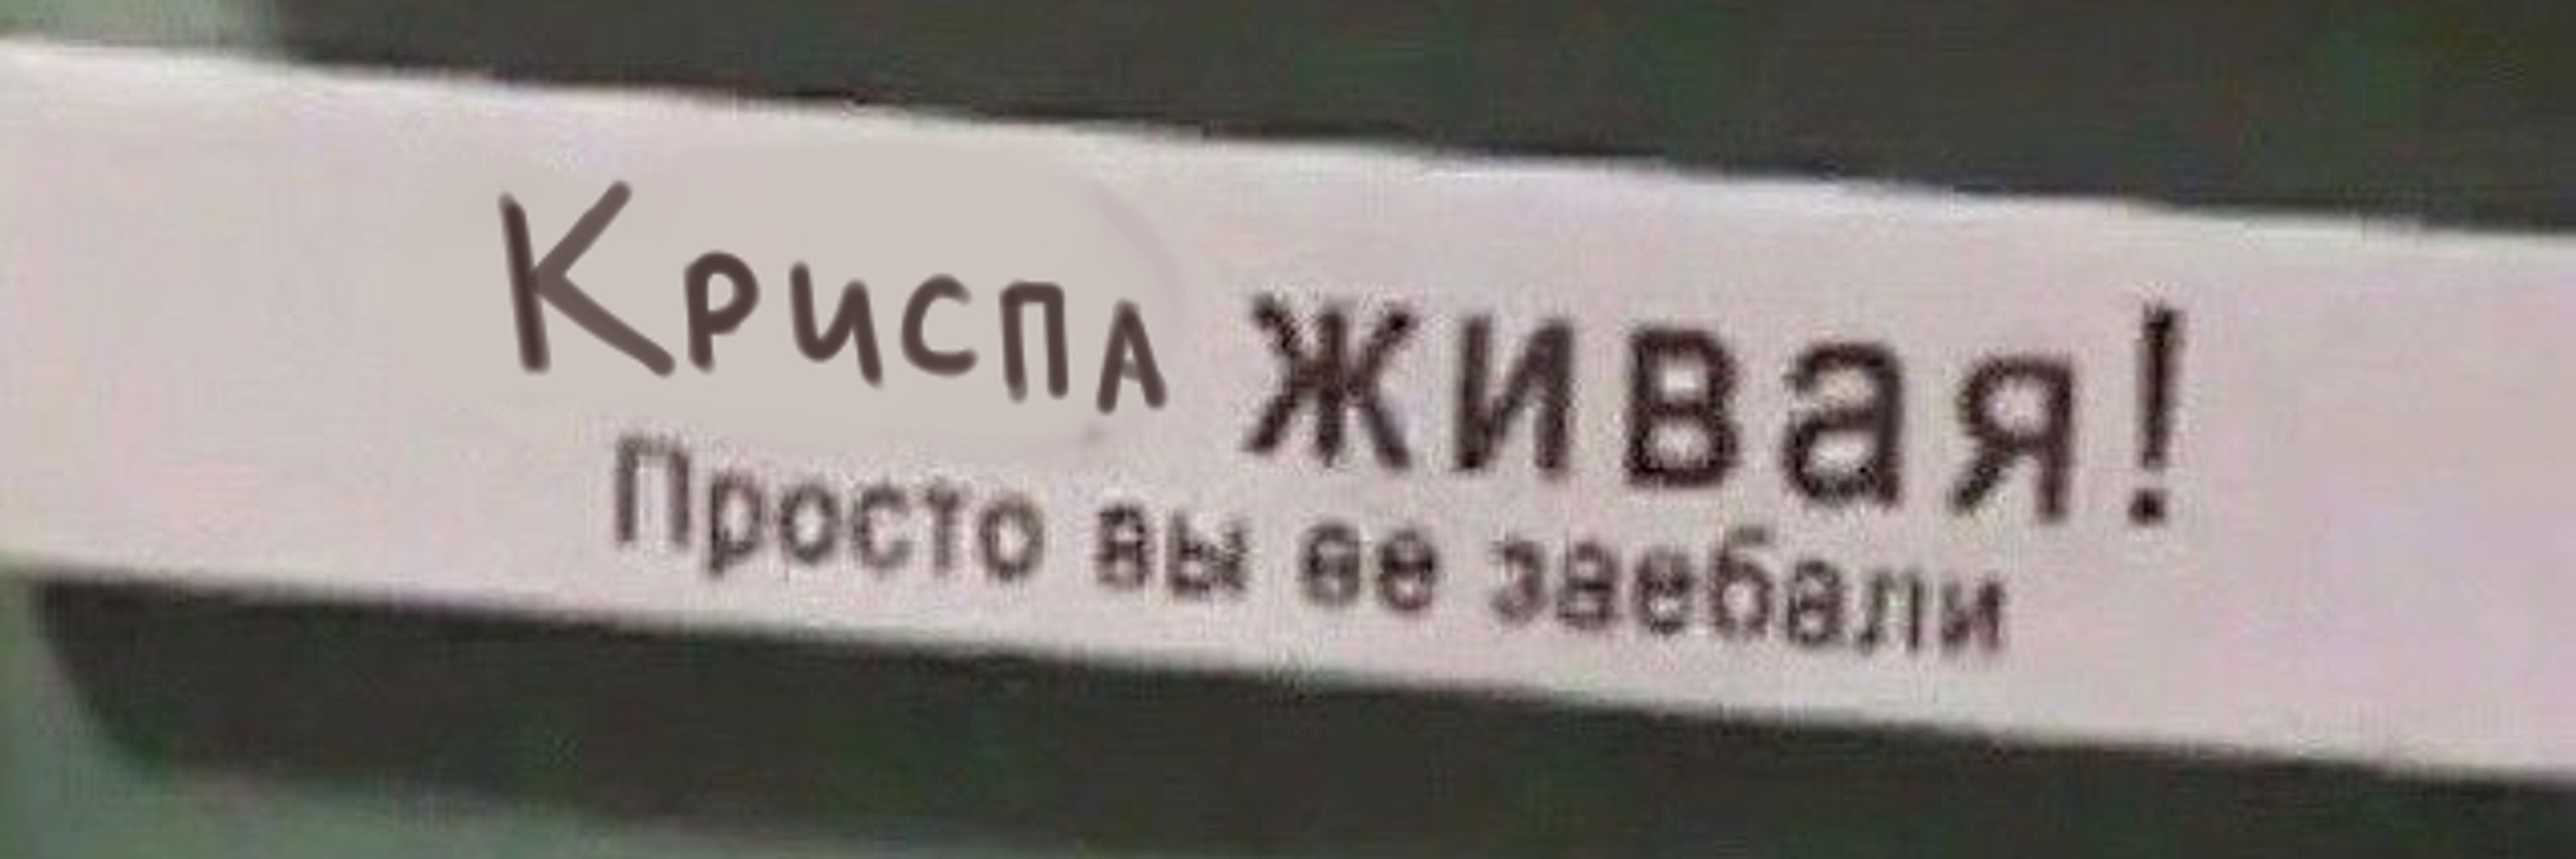 Криспа живая!
Просто вы ее заебали